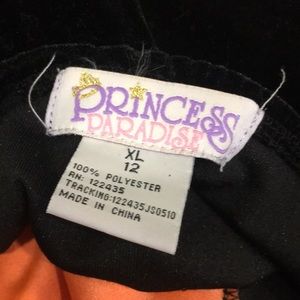 PRINCESS
PARADISE
XL
12
100% POLYESTER
RN: 122435
TRACKING:122435JS0510
MADE IN CHINA